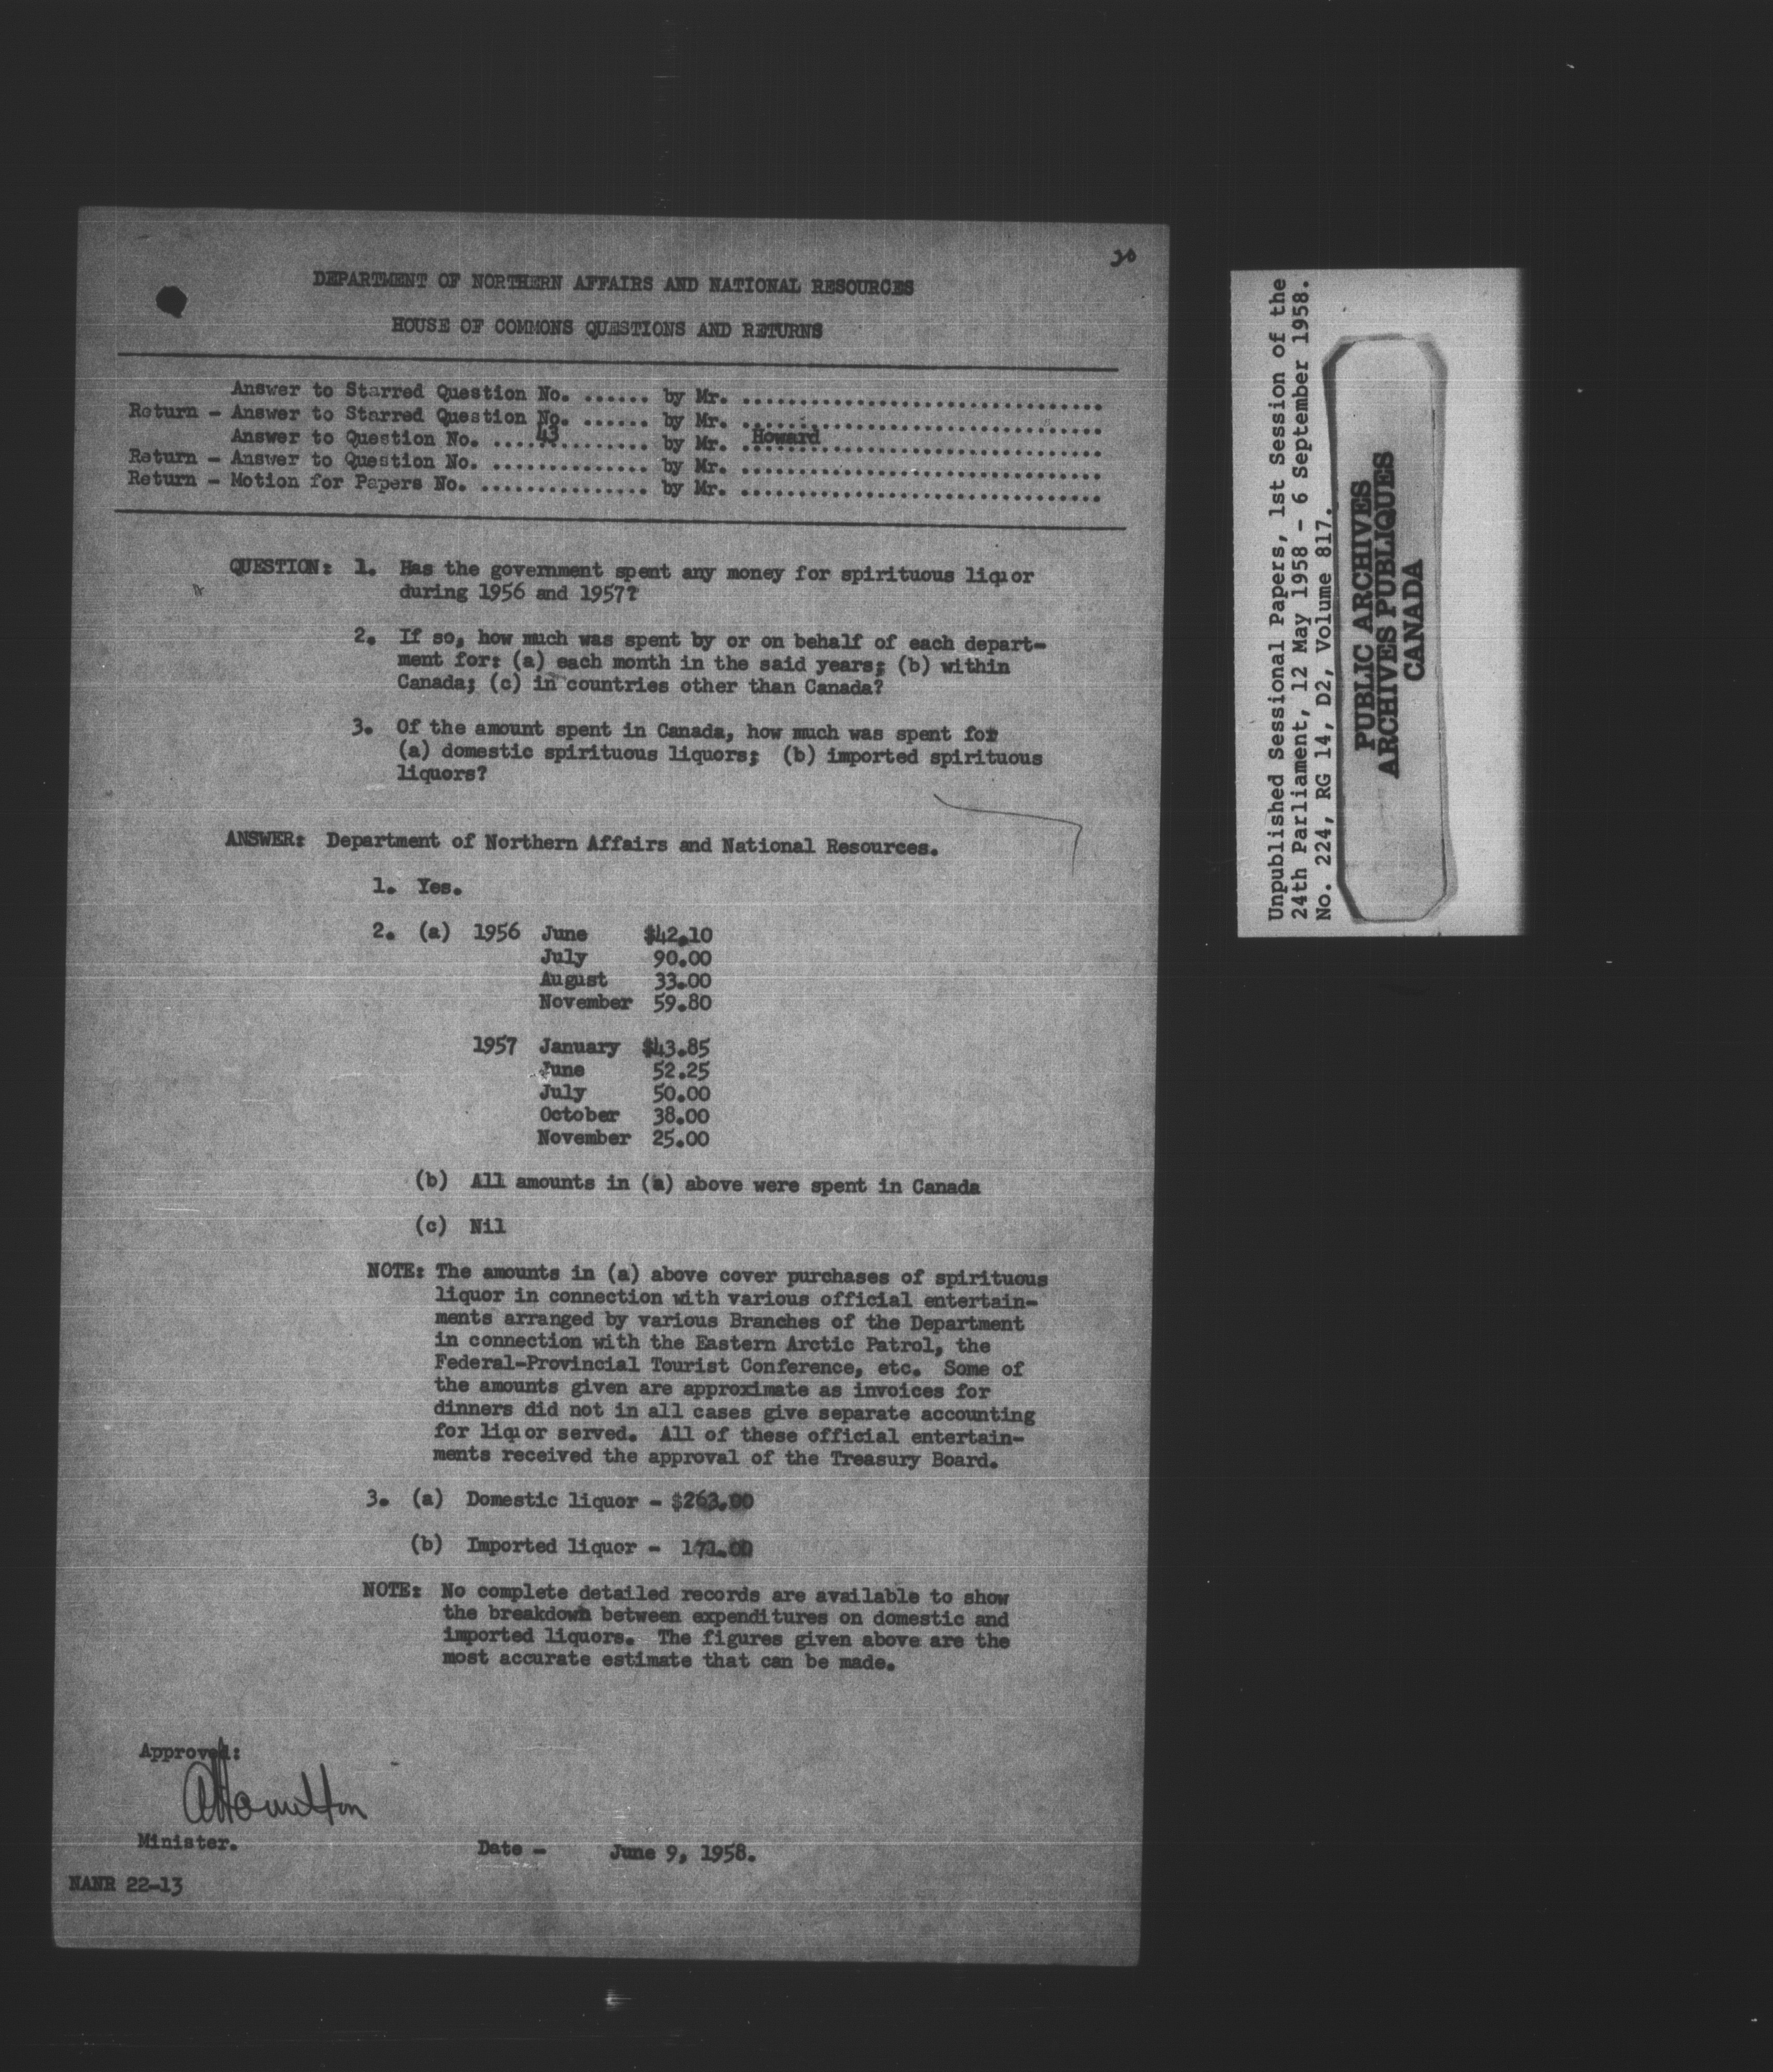 30
DEPARTMENT OF NORTHERN AFFAIRS AND NATIONAL RESOURCES
HOUSE OF COMMONS QUESTIONS AND RETURNS
Answer to Starred Question No. ...... by Mr. ................................
Return - Answer to Starred Question No. ...... by Mr. ................................
Answer to Question No. ....43......... by Mr. .Howard.........................
Return - Answer to Question No. .............. by Mr. ................................
Return - Motion for Papers No. ............... by Mr. ................................
QUESTION: 1. Has the government spent any money for spirituous liquor
during 1956 and 1957?
2. If so, how much was spent by or on behalf of each depart-
ment for: (a) each month in the said years; (b) within
Canada; (c) in countries other than Canada?
3. Of the amount spent in Canada, how much was spent for
(a) domestic spirituous liquors; (b) imported spirituous
liquors?
ANSWER: Department of Northern Affairs and National Resources.
1. Yes.
2. (a) 1956 June $42.10
July 90.00
August 33.00
November 59.80
1957 January $43.85
June 52.25
July 50.00
October 38.00
November 25.00
(b) All amounts in (a) above were spent in Canada
(c) Nil
NOTE: The amounts in (a) above cover purchases of spirituous
liquor in connection with various official entertain-
ments arranged by various Branches of the Department
in connection with the Eastern Arctic Patrol, the
Federal-Provincial Tourist Conference, etc. Some of
the amounts given are approximate as invoices for
dinners did not in all cases give separate accounting
for liquor served. All of these official entertain-
ments received the approval of the Treasury Board.
3. (a) Domestic liquor - $263.00
(b) Imported liquor - 171.00
NOTE: No complete detailed records are available to show
the breakdown between expenditures on domestic and
imported liquors. The figures given above are the
most accurate estimate that can be made.
Approved:
AHamilton
Minister.
Date - June 9, 1958.
NANR 22-13
Unpublished Sessional Papers, 1st Session of the
24th Parliament, 12 May 1958 - 6 September 1958.
No. 224, RG 14, D2, Volume 817.
PUBLIC ARCHIVES
ARCHIVES PUBLIQUES
CANADA